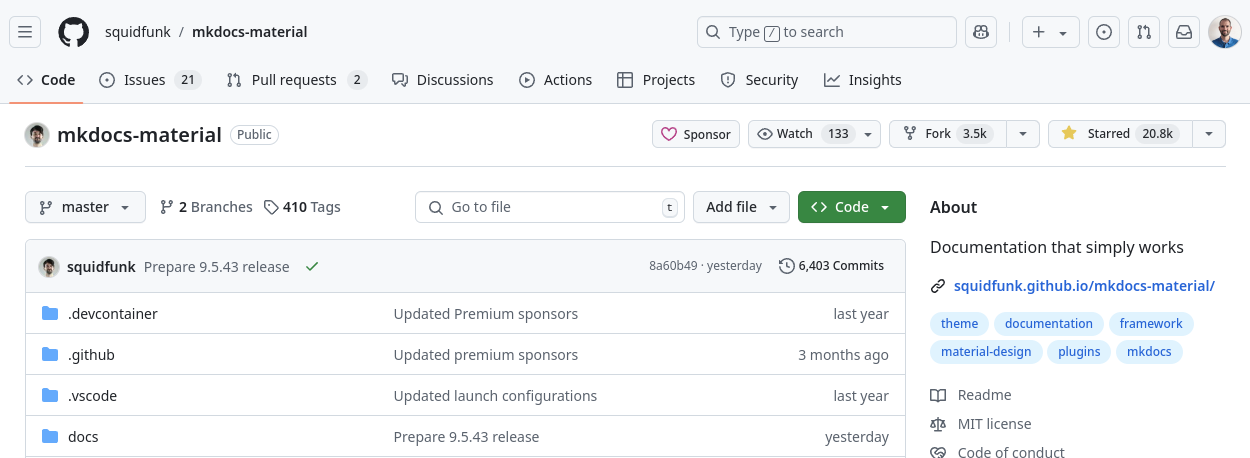 squidfunk / mkdocs-material Type / to search
Code Issues 21 Pull requests 2 Discussions Actions Projects Security Insights
mkdocs-material Public Sponsor Watch 133 Fork 3.5k Starred 20.8k
master 2 Branches 410 Tags Go to file t Add file Code
squidfunk Prepare 9.5.43 release 8a60b49 · yesterday 6,403 Commits
.devcontainer Updated Premium sponsors last year
.github Updated premium sponsors 3 months ago
.vscode Updated launch configurations last year
docs Prepare 9.5.43 release yesterday
About
Documentation that simply works
squidfunk.github.io/mkdocs-material/
theme documentation framework
material-design plugins mkdocs
Readme
MIT license
Code of conduct